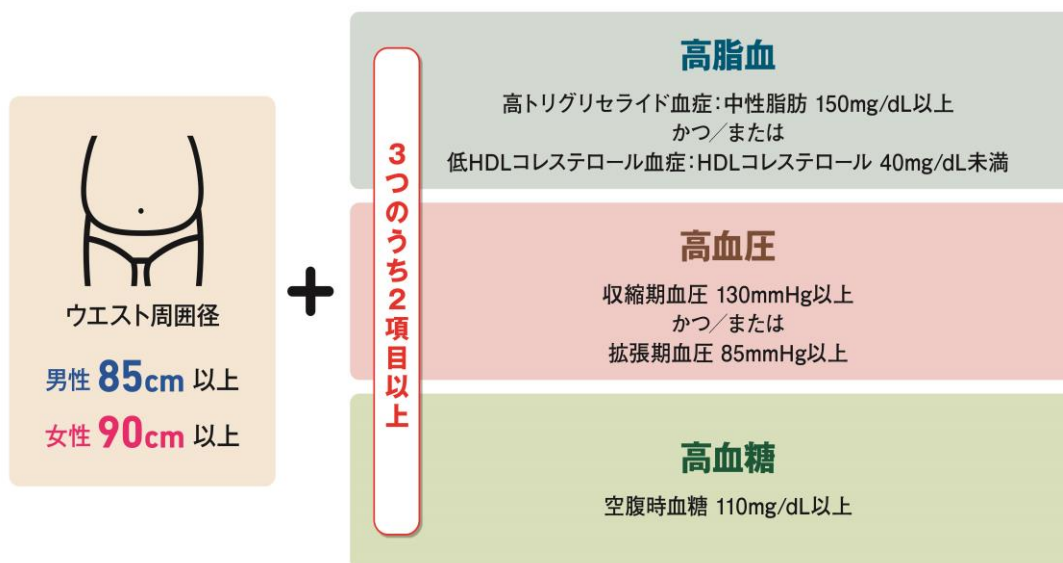 ウエスト周囲径
男性 85cm 以上
女性 90cm 以上
+
3つのうち2項目以上
高脂血
高トリグリセライド血症:中性脂肪 150mg/dL以上
かつ/または
低HDLコレステロール血症:HDLコレステロール 40mg/dL未満
高血圧
収縮期血圧 130mmHg以上
かつ/または
拡張期血圧 85mmHg以上
高血糖
空腹時血糖 110mg/dL以上